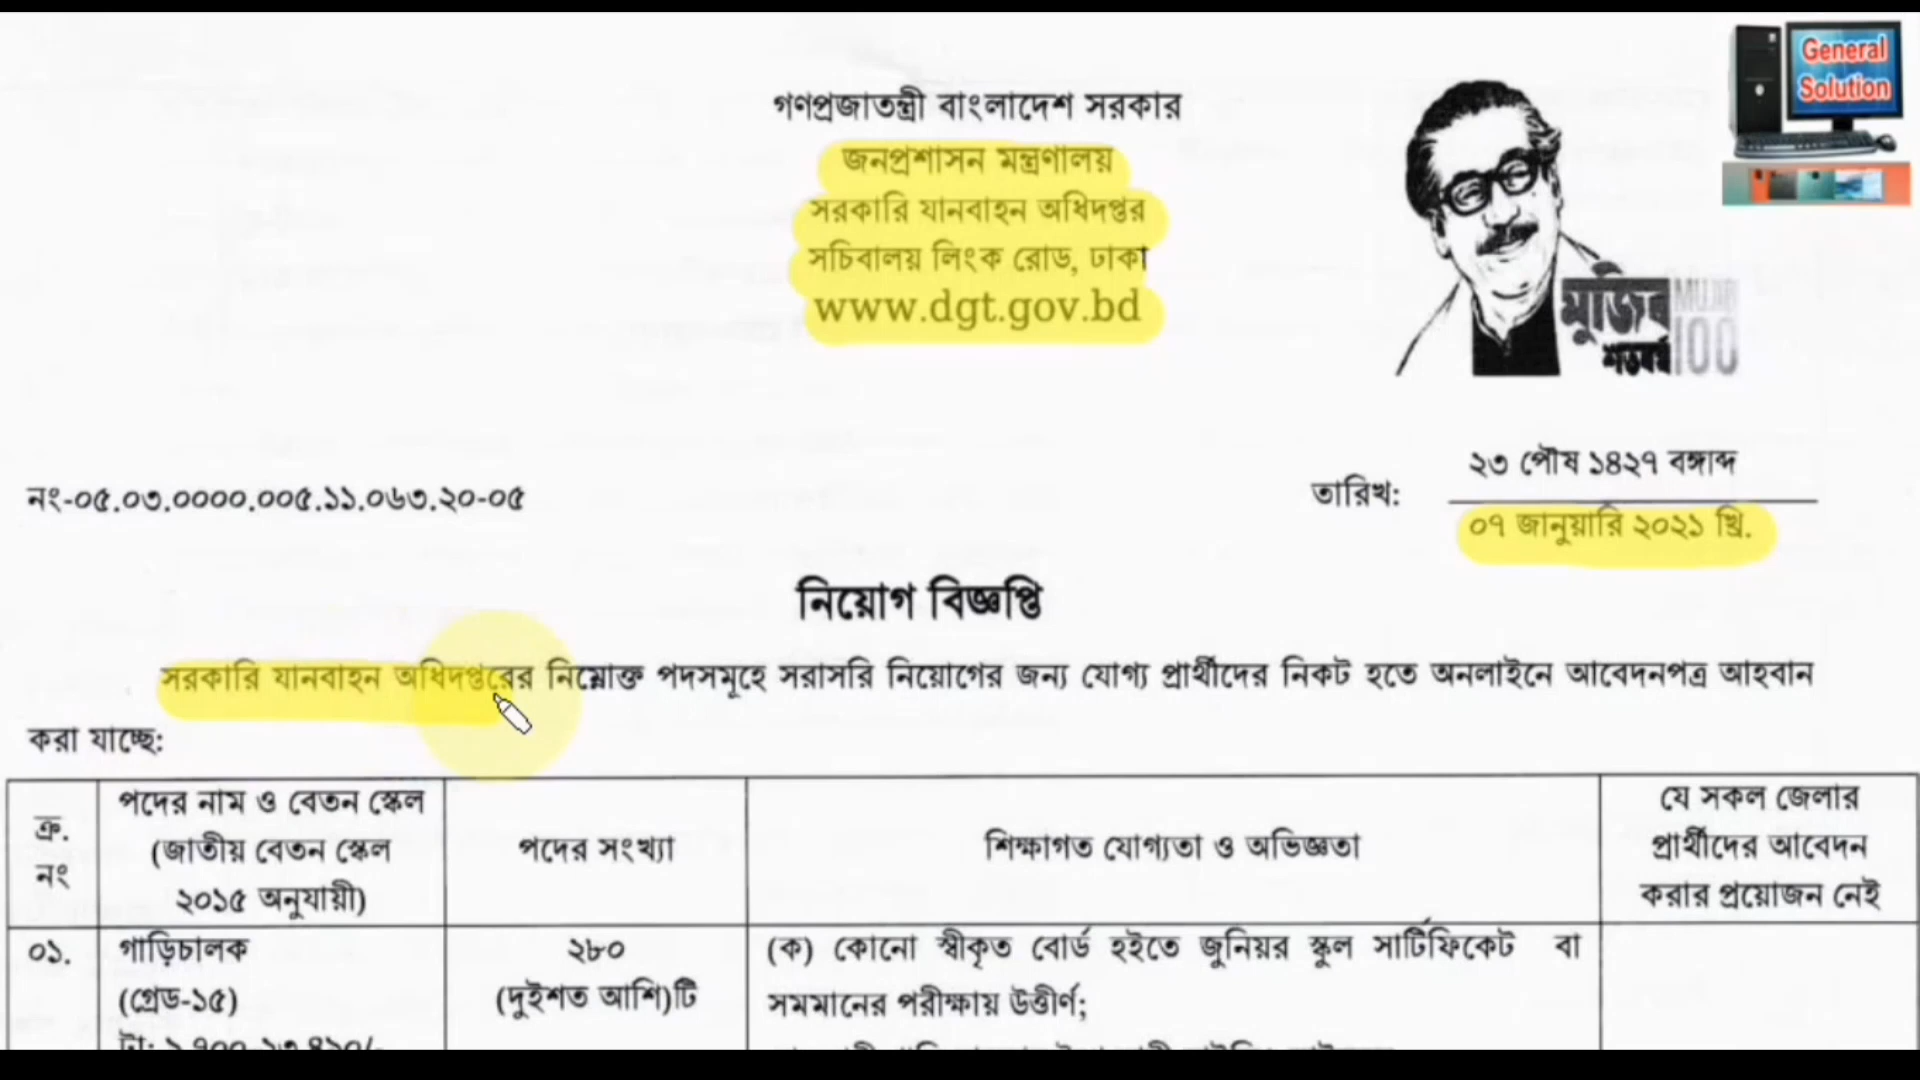 General
Solution
গণপ্রজাতন্ত্রী বাংলাদেশ সরকার
জনপ্রশাসন মন্ত্রণালয়
সরকারি যানবাহন অধিদপ্তর
সচিবালয় লিংক রোড, ঢাকা
www.dgt.gov.bd
মুজিব MUJIB
শতবর্ষ 100
নং-০৫.০৩.০০০০.০০৫.১১.০৬৩.২০-০৫
তারিখ:
২৩ পৌষ ১৪২৭ বঙ্গাব্দ
০৭ জানুয়ারি ২০২১ খ্রি.
নিয়োগ বিজ্ঞপ্তি
সরকারি যানবাহন অধিদপ্তরের নিম্নোক্ত পদসমূহে সরাসরি নিয়োগের জন্য যোগ্য প্রার্থীদের নিকট হতে অনলাইনে আবেদনপত্র আহবান
করা যাচ্ছে:
ক্র.
নং
পদের নাম ও বেতন স্কেল
(জাতীয় বেতন স্কেল
২০১৫ অনুযায়ী)
পদের সংখ্যা
শিক্ষাগত যোগ্যতা ও অভিজ্ঞতা
যে সকল জেলার
প্রার্থীদের আবেদন
করার প্রয়োজন নেই
০১.
গাড়িচালক
(গ্রেড-১৫)
২৮০
(দুইশত আশি)টি
(ক) কোনো স্বীকৃত বোর্ড হইতে জুনিয়র স্কুল সার্টিফিকেট বা
সমমানের পরীক্ষায় উত্তীর্ণ;